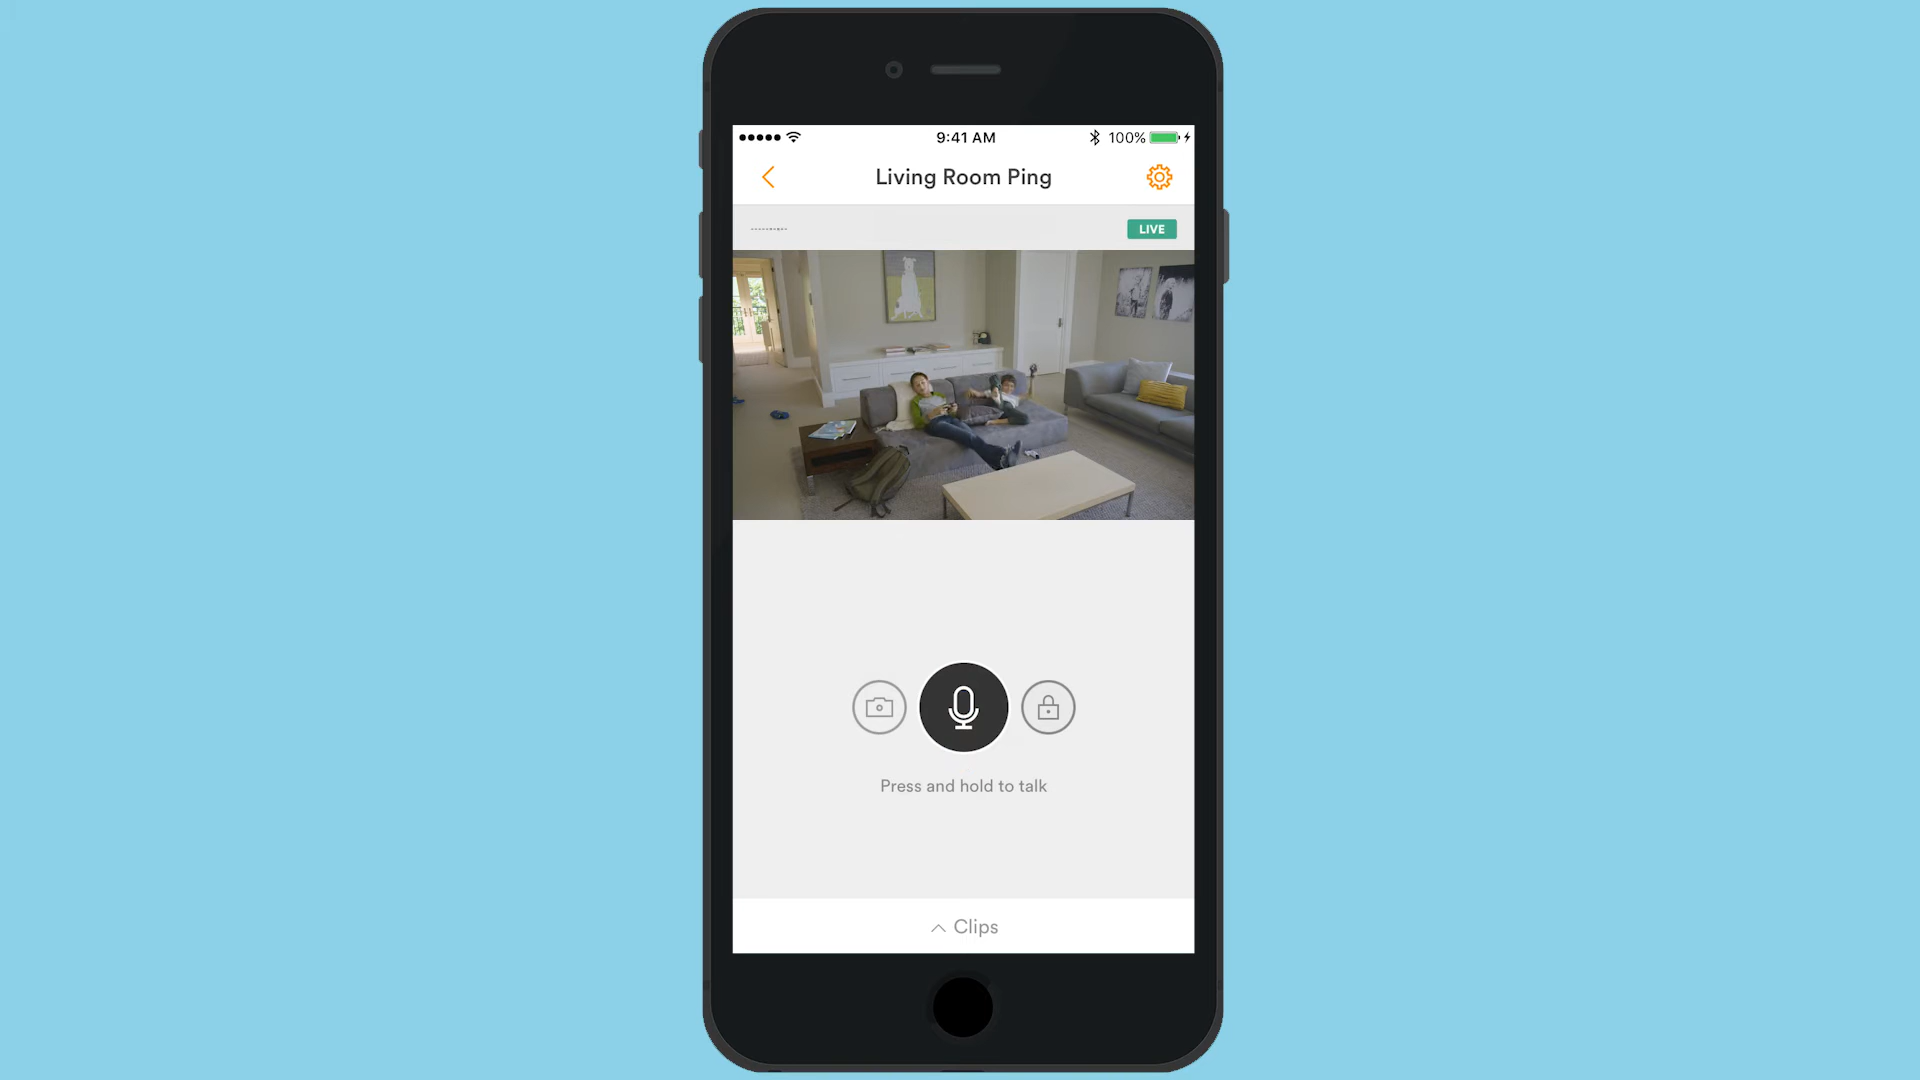 9:41 AM
100%
Living Room Ping
LIVE
Press and hold to talk
Clips